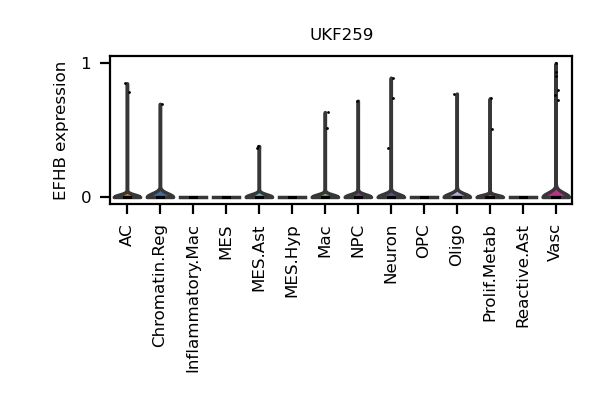 UKF259
EFHB expression
1
0
AC
Chromatin.Reg
Inflammatory.Mac
MES
MES.Ast
MES.Hyp
Mac
NPC
Neuron
OPC
Oligo
Prolif.Metab
Reactive.Ast
Vasc